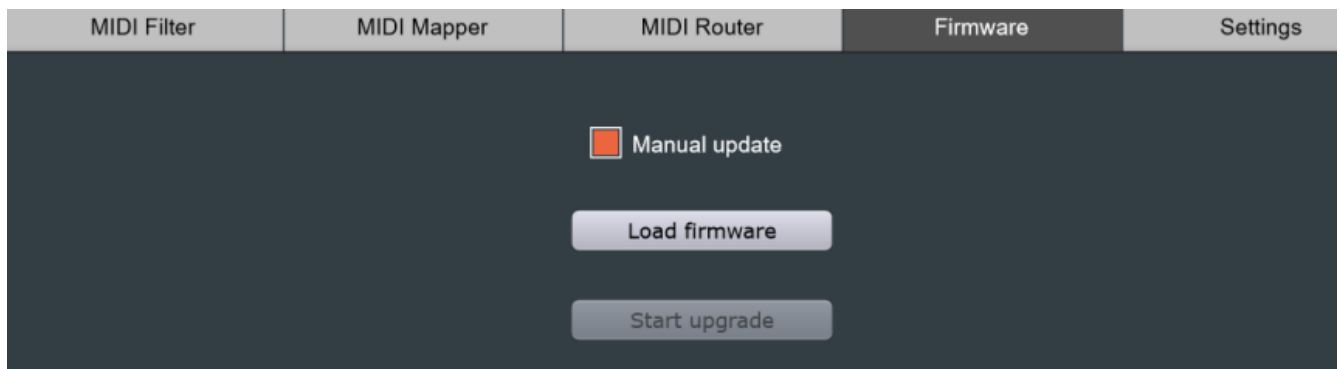 MIDI Filter MIDI Mapper MIDI Router Firmware Settings
Manual update
Load firmware
Start upgrade